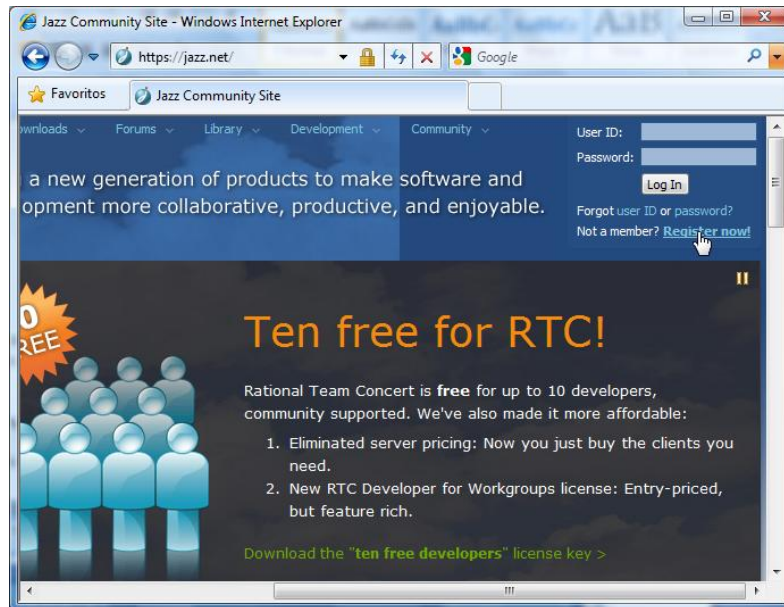 Jazz Community Site - Windows Internet Explorer
https://jazz.net/
Google
Favoritos
Jazz Community Site
wnloads Forums Library Development Community
User ID:
Password:
a new generation of products to make software and
opment more collaborative, productive, and enjoyable.
Log In
Forgot user ID or password?
Not a member? Register now!
0
REE
Ten free for RTC!
Rational Team Concert is free for up to 10 developers,
community supported. We've also made it more affordable:
1. Eliminated server pricing: Now you just buy the clients you
need.
2. New RTC Developer for Workgroups license: Entry-priced,
but feature rich.
Download the "ten free developers" license key >